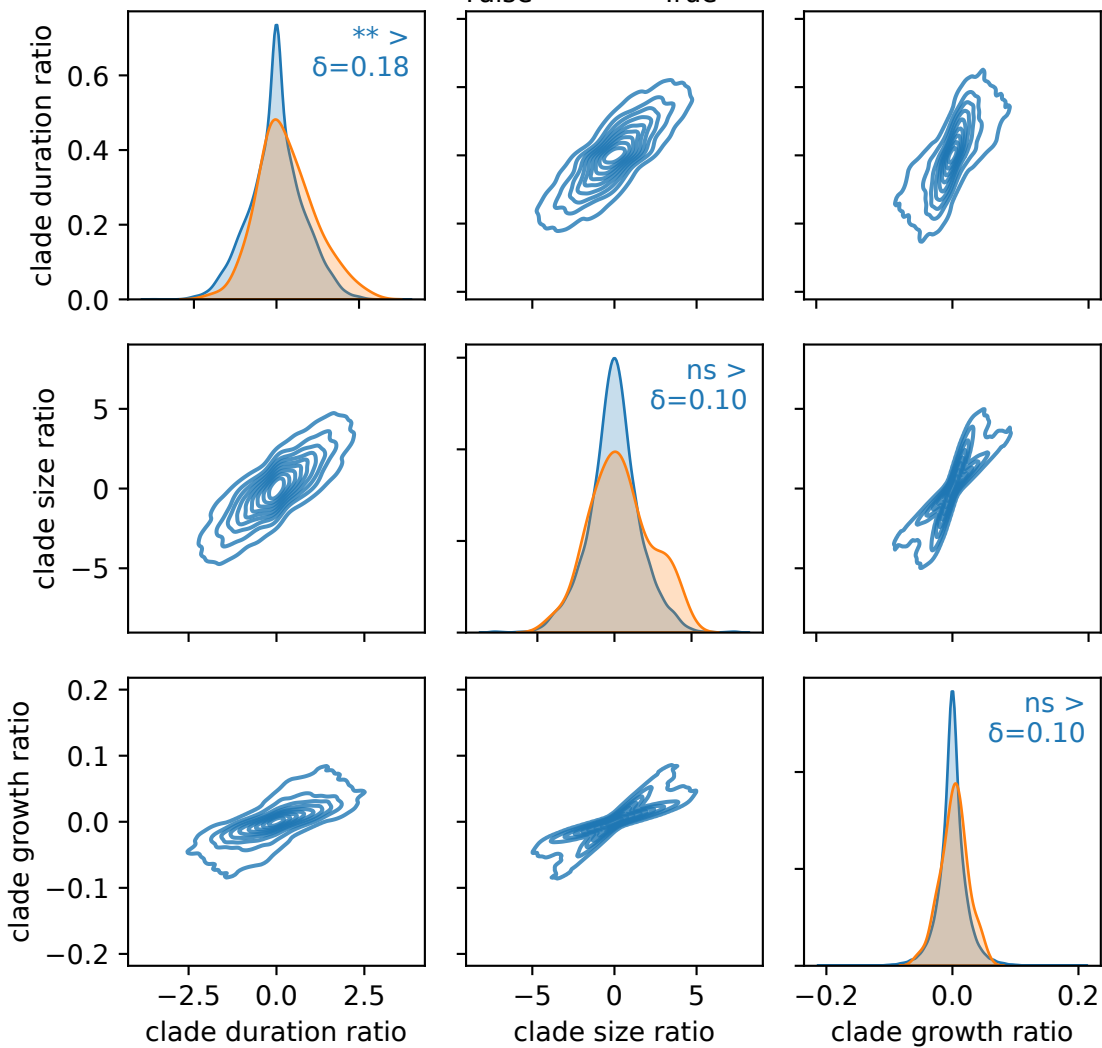 clade duration ratio
0.6
0.4
0.2
0.0
** >
δ=0.18
clade size ratio
5
0
−5
ns >
δ=0.10
clade growth ratio
0.2
0.1
0.0
−0.1
−0.2
ns >
δ=0.10
−2.5 0.0 2.5
−5 0 5
−0.2 0.0 0.2
clade duration ratio
clade size ratio
clade growth ratio